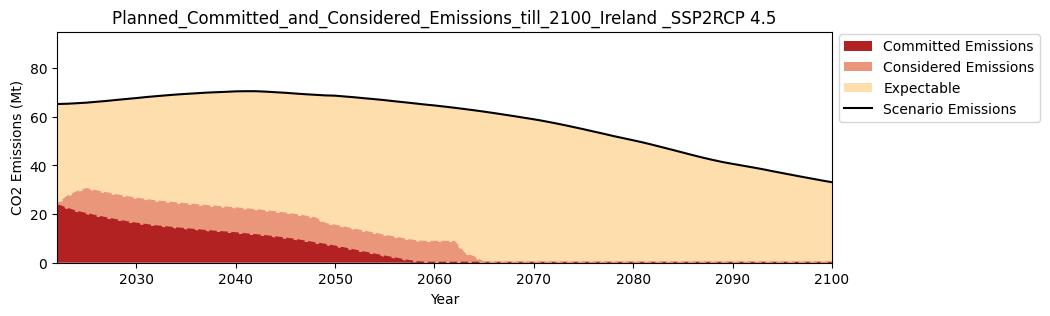 Planned_Committed_and_Considered_Emissions_till_2100_Ireland _SSP2RCP 4.5
Committed Emissions
Considered Emissions
Expectable
Scenario Emissions
CO2 Emissions (Mt)
80
60
40
20
0
2030 2040 2050 2060 2070 2080 2090 2100
Year